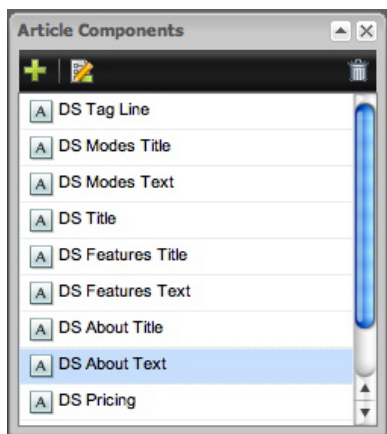 Article Components
A DS Tag Line
A DS Modes Title
A DS Modes Text
A DS Title
A DS Features Title
A DS Features Text
A DS About Title
A DS About Text
A DS Pricing